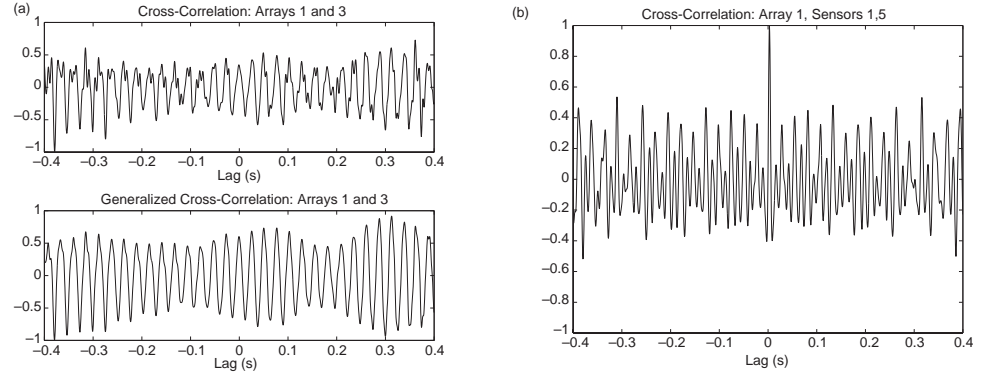 (a)
Cross-Correlation: Arrays 1 and 3
1
0.5
0
–0.5
–1
–0.4 –0.3 –0.2 –0.1 0 0.1 0.2 0.3 0.4
Lag (s)
Generalized Cross-Correlation: Arrays 1 and 3
1
0.5
0
–0.5
–1
–0.4 –0.3 –0.2 –0.1 0 0.1 0.2 0.3 0.4
Lag (s)
(b)
Cross-Correlation: Array 1, Sensors 1,5
1
0.8
0.6
0.4
0.2
0
–0.2
–0.4
–0.6
–0.8
–1
–0.4 –0.3 –0.2 –0.1 0 0.1 0.2 0.3 0.4
Lag (s)